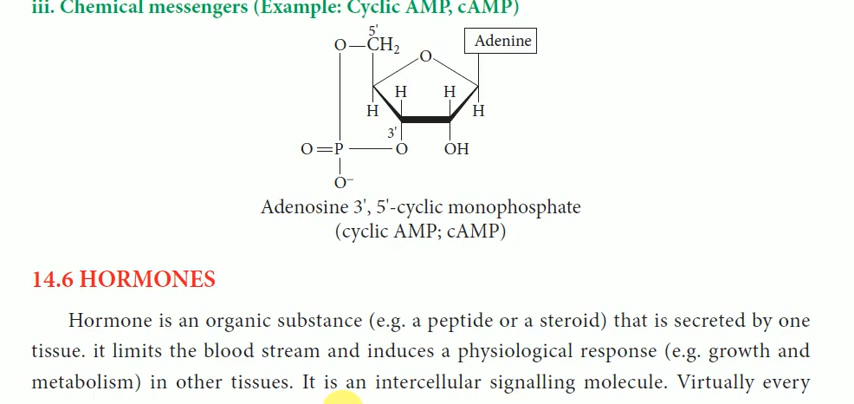 iii. Chemical messengers (Example: Cyclic AMP, cAMP)
5'
O—CH₂
O
Adenine
H
H
H
H
3'
O=P—O
OH
O⁻
Adenosine 3', 5'-cyclic monophosphate
(cyclic AMP; cAMP)
14.6 HORMONES
Hormone is an organic substance (e.g. a peptide or a steroid) that is secreted by one
tissue. it limits the blood stream and induces a physiological response (e.g. growth and
metabolism) in other tissues. It is an intercellular signalling molecule. Virtually every